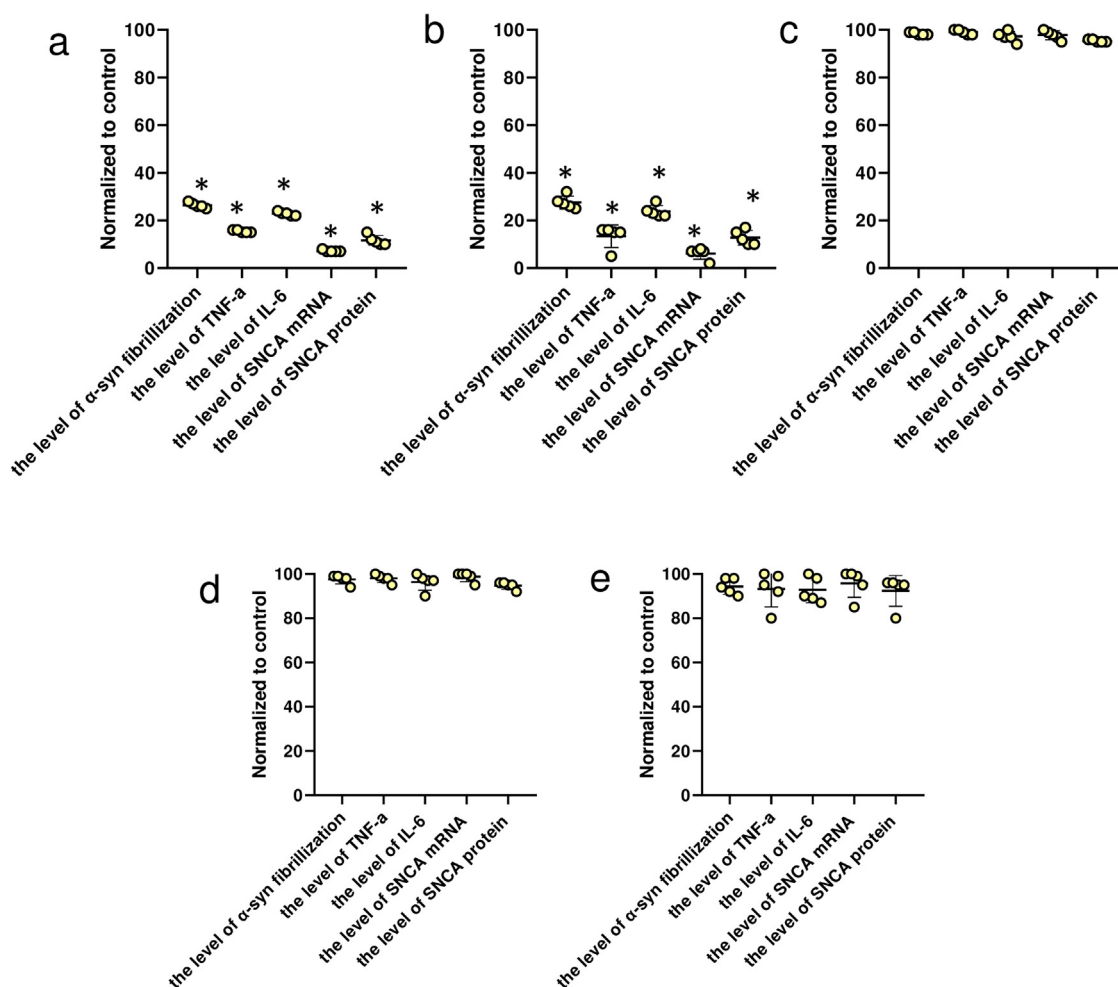 a
Normalized to control
100
80
60
40
20
0
* * * * *
the level of α-syn fibrillization
the level of TNF-a
the level of IL-6
the level of SNCA mRNA
the level of SNCA protein
b
Normalized to control
100
80
60
40
20
0
* * * * *
the level of α-syn fibrillization
the level of TNF-a
the level of IL-6
the level of SNCA mRNA
the level of SNCA protein
c
Normalized to control
100
80
60
40
20
0
the level of α-syn fibrillization
the level of TNF-a
the level of IL-6
the level of SNCA mRNA
the level of SNCA protein
d
Normalized to control
100
80
60
40
20
0
the level of α-syn fibrillization
the level of TNF-a
the level of IL-6
the level of SNCA mRNA
the level of SNCA protein
e
Normalized to control
100
80
60
40
20
0
the level of α-syn fibrillization
the level of TNF-a
the level of IL-6
the level of SNCA mRNA
the level of SNCA protein